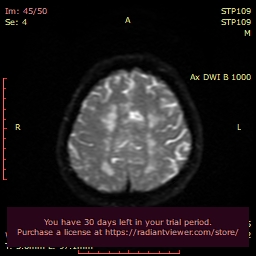 Im: 45/50
Se: 4
STP109
STP109
M
A
Ax DWI B 1000
R
L
You have 30 days left in your trial period.
Purchase a license at https://radiantviewer.com/store/